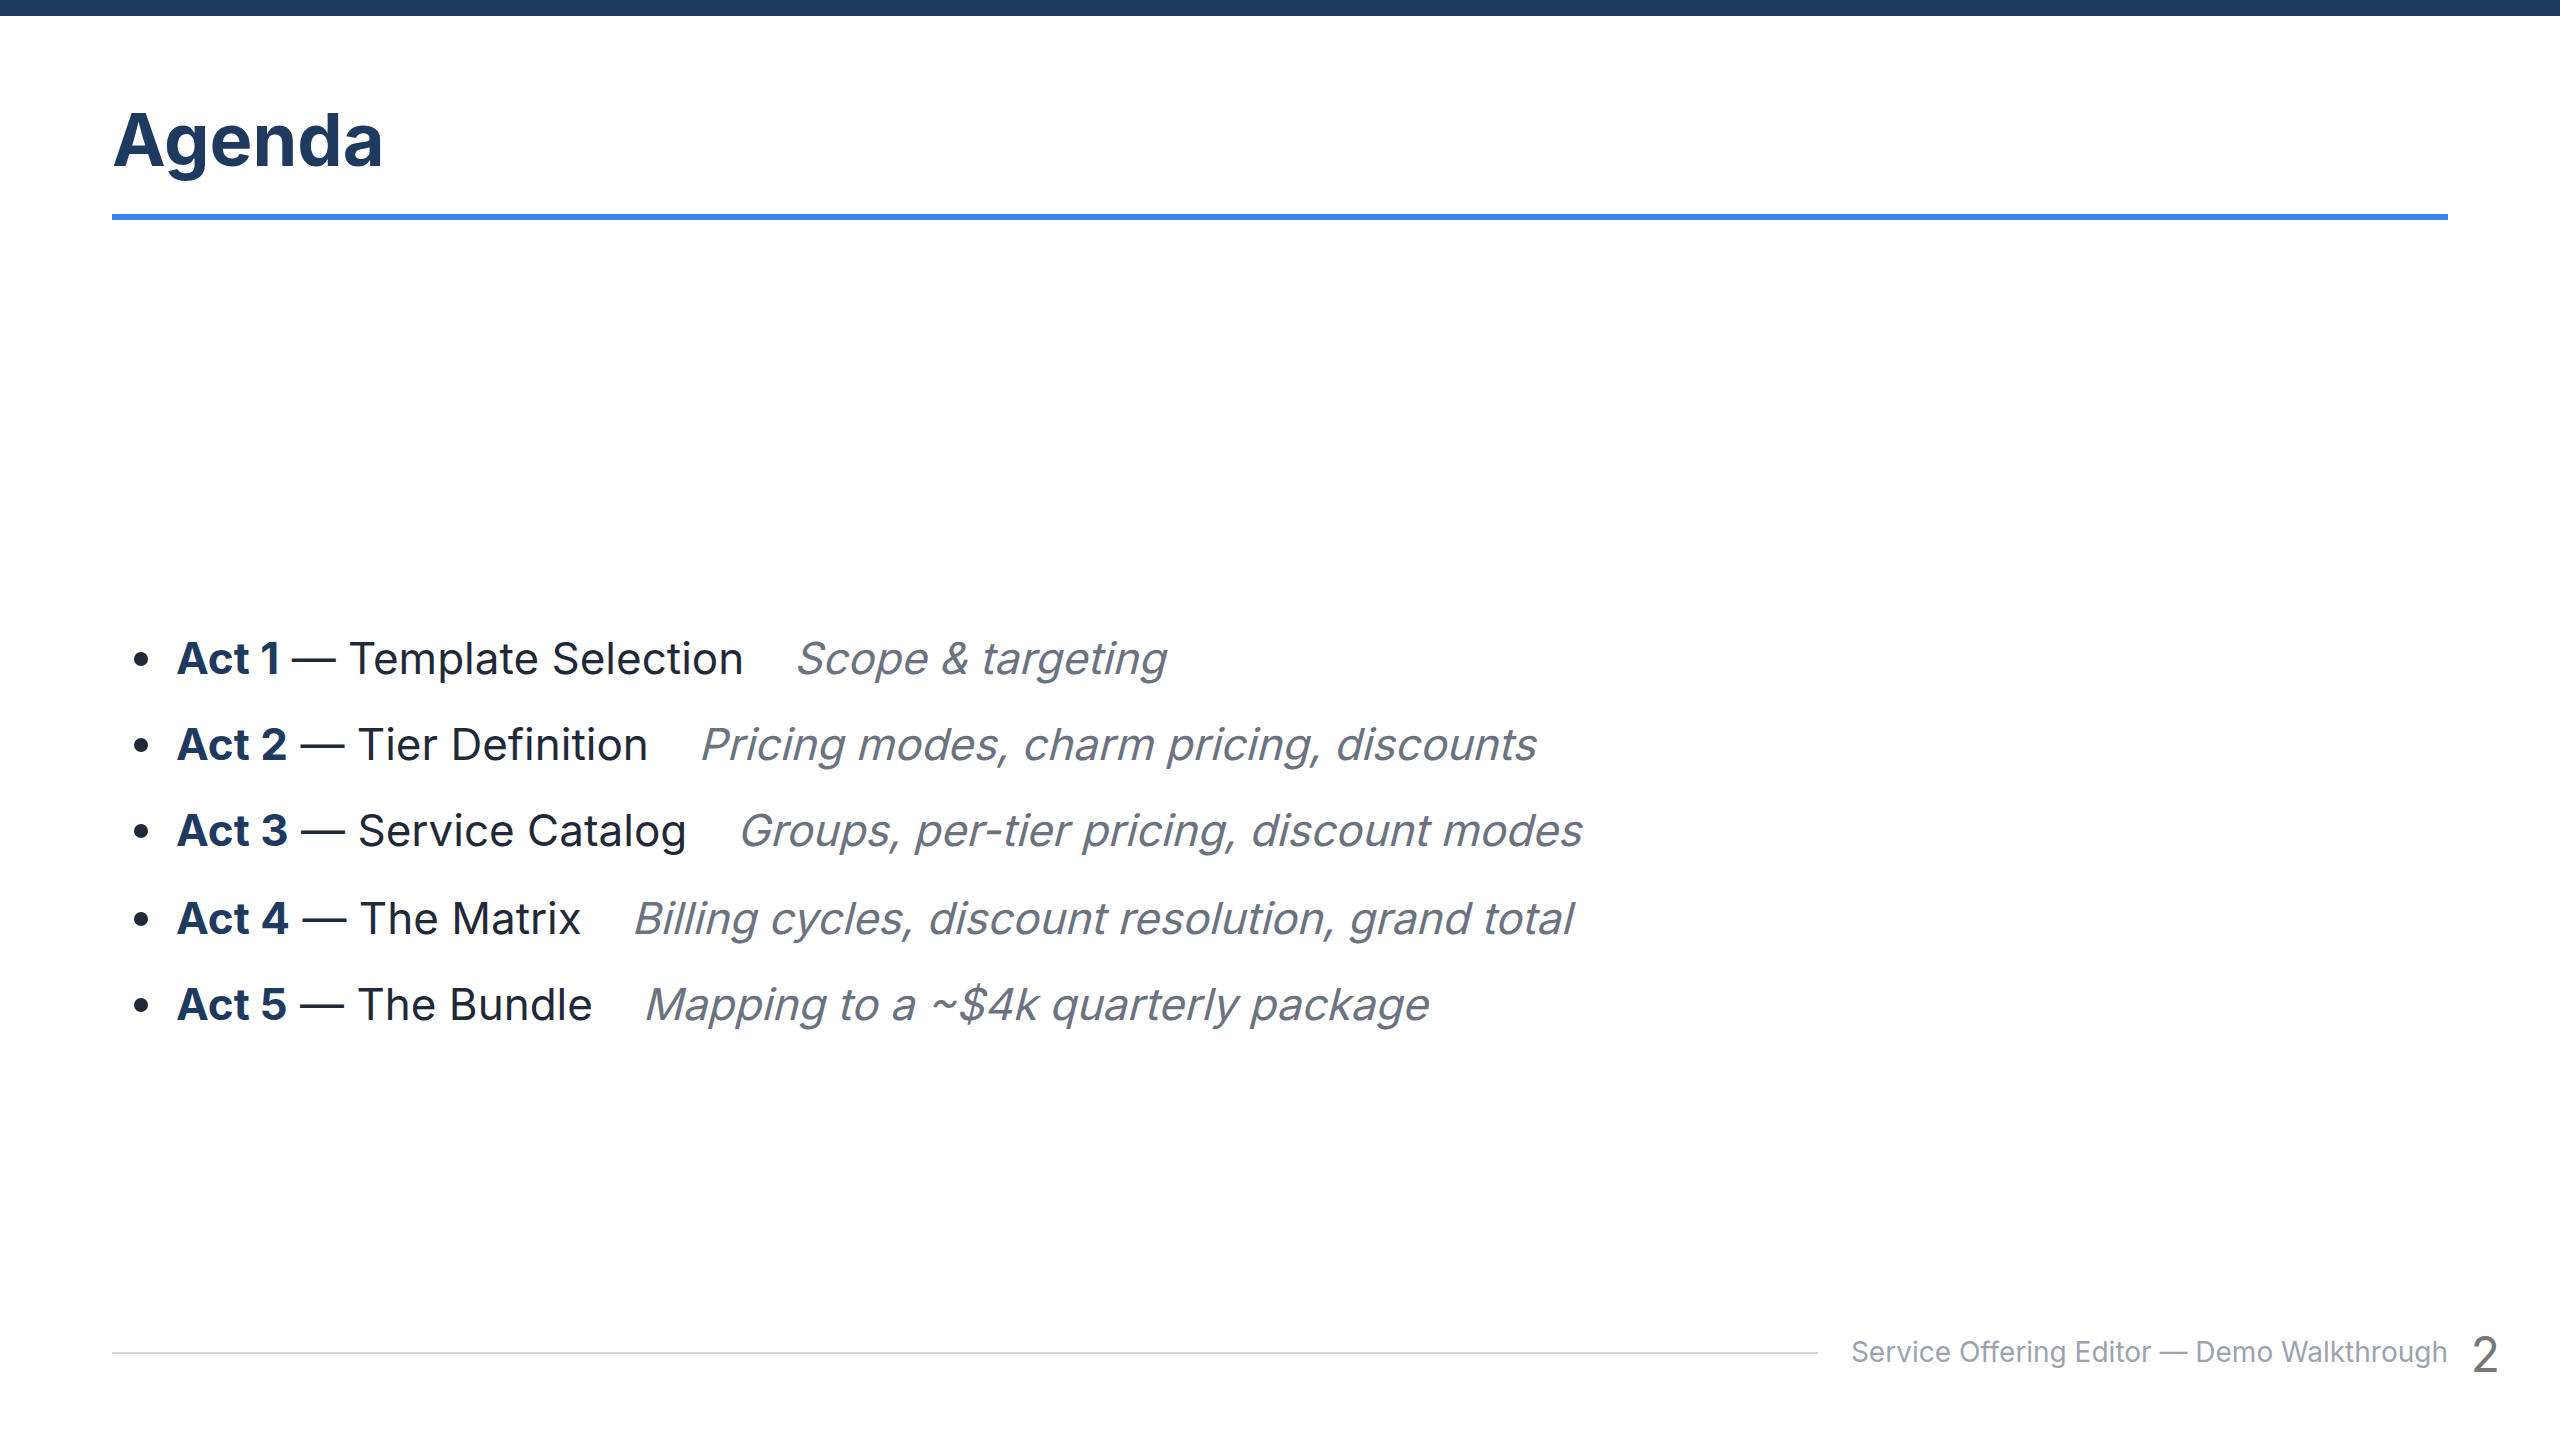 Agenda
• Act 1 — Template Selection Scope & targeting
• Act 2 — Tier Definition Pricing modes, charm pricing, discounts
• Act 3 — Service Catalog Groups, per-tier pricing, discount modes
• Act 4 — The Matrix Billing cycles, discount resolution, grand total
• Act 5 — The Bundle Mapping to a ~$4k quarterly package
Service Offering Editor — Demo Walkthrough 2